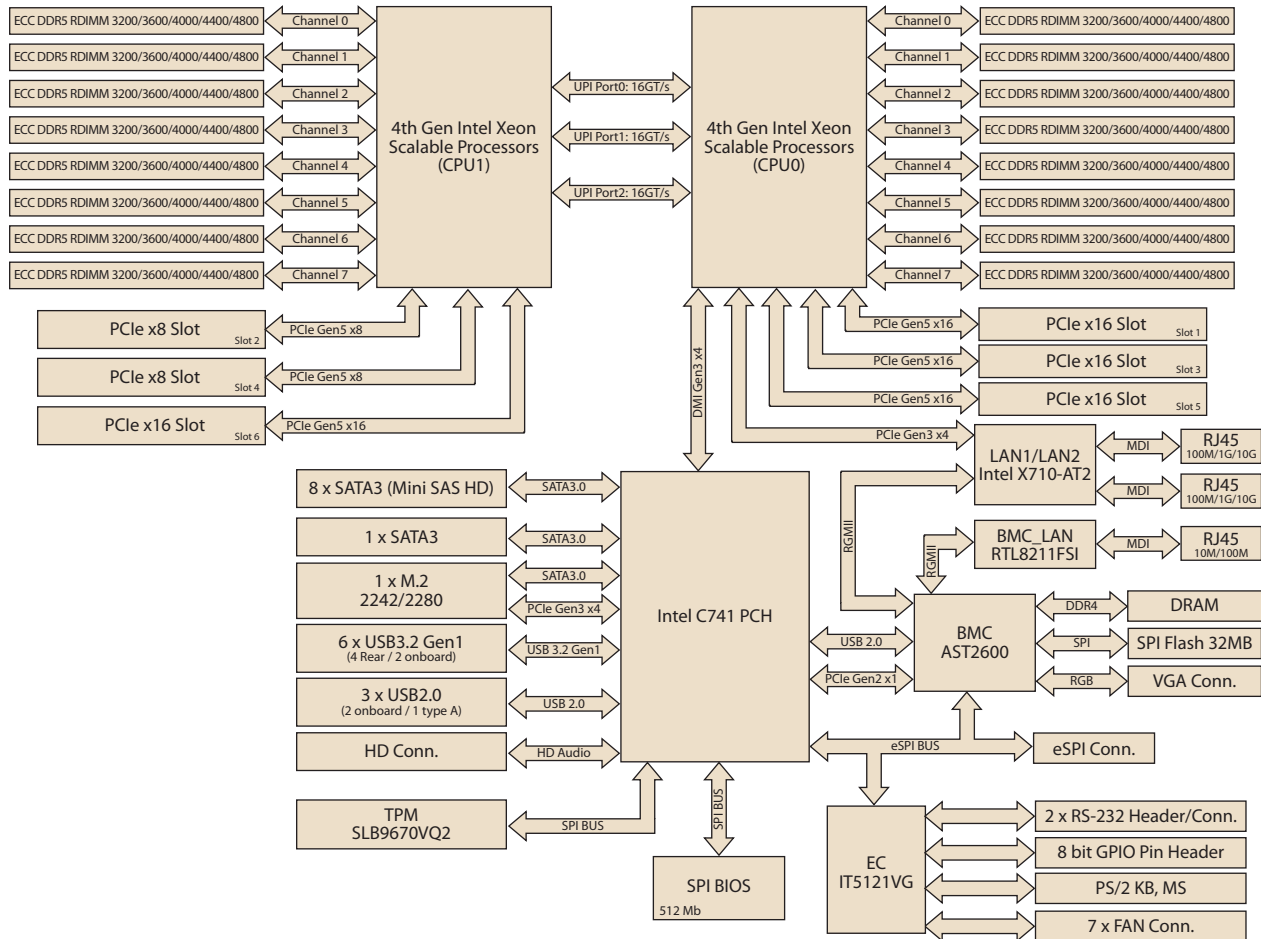 ECC DDR5 RDIMM 3200/3600/4000/4400/4800
Channel 0
ECC DDR5 RDIMM 3200/3600/4000/4400/4800
Channel 1
ECC DDR5 RDIMM 3200/3600/4000/4400/4800
Channel 2
ECC DDR5 RDIMM 3200/3600/4000/4400/4800
Channel 3
ECC DDR5 RDIMM 3200/3600/4000/4400/4800
Channel 4
ECC DDR5 RDIMM 3200/3600/4000/4400/4800
Channel 5
ECC DDR5 RDIMM 3200/3600/4000/4400/4800
Channel 6
ECC DDR5 RDIMM 3200/3600/4000/4400/4800
Channel 7
4th Gen Intel Xeon
Scalable Processors
(CPU1)
UPI Port0: 16GT/s
UPI Port1: 16GT/s
UPI Port2: 16GT/s
4th Gen Intel Xeon
Scalable Processors
(CPU0)
Channel 0
ECC DDR5 RDIMM 3200/3600/4000/4400/4800
Channel 1
ECC DDR5 RDIMM 3200/3600/4000/4400/4800
Channel 2
ECC DDR5 RDIMM 3200/3600/4000/4400/4800
Channel 3
ECC DDR5 RDIMM 3200/3600/4000/4400/4800
Channel 4
ECC DDR5 RDIMM 3200/3600/4000/4400/4800
Channel 5
ECC DDR5 RDIMM 3200/3600/4000/4400/4800
Channel 6
ECC DDR5 RDIMM 3200/3600/4000/4400/4800
Channel 7
ECC DDR5 RDIMM 3200/3600/4000/4400/4800
PCIe x8 Slot
Slot 2
PCIe Gen5 x8
PCIe x8 Slot
Slot 4
PCIe Gen5 x8
PCIe x16 Slot
Slot 6
PCIe Gen5 x16
DMI Gen3 x4
PCIe Gen5 x16
PCIe x16 Slot
Slot 1
PCIe Gen5 x16
PCIe x16 Slot
Slot 3
PCIe Gen5 x16
PCIe x16 Slot
Slot 5
PCIe Gen3 x4
LAN1/LAN2
Intel X710-AT2
MDI
RJ45
100M/1G/10G
MDI
RJ45
100M/1G/10G
RGMII
RGMII
BMC_LAN
RTL8211FSI
MDI
RJ45
10M/100M
8 x SATA3 (Mini SAS HD)
SATA3.0
1 x SATA3
SATA3.0
1 x M.2
2242/2280
SATA3.0
PCIe Gen3 x4
6 x USB3.2 Gen1
(4 Rear / 2 onboard)
USB 3.2 Gen1
3 x USB2.0
(2 onboard / 1 type A)
USB 2.0
HD Conn.
HD Audio
TPM
SLB9670VQ2
SPI BUS
Intel C741 PCH
SPI BUS
SPI BIOS
512 Mb
USB 2.0
PCIe Gen2 x1
BMC
AST2600
DDR4
DRAM
SPI
SPI Flash 32MB
RGB
VGA Conn.
eSPI BUS
eSPI Conn.
EC
IT5121VG
2 x RS-232 Header/Conn.
8 bit GPIO Pin Header
PS/2 KB, MS
7 x FAN Conn.